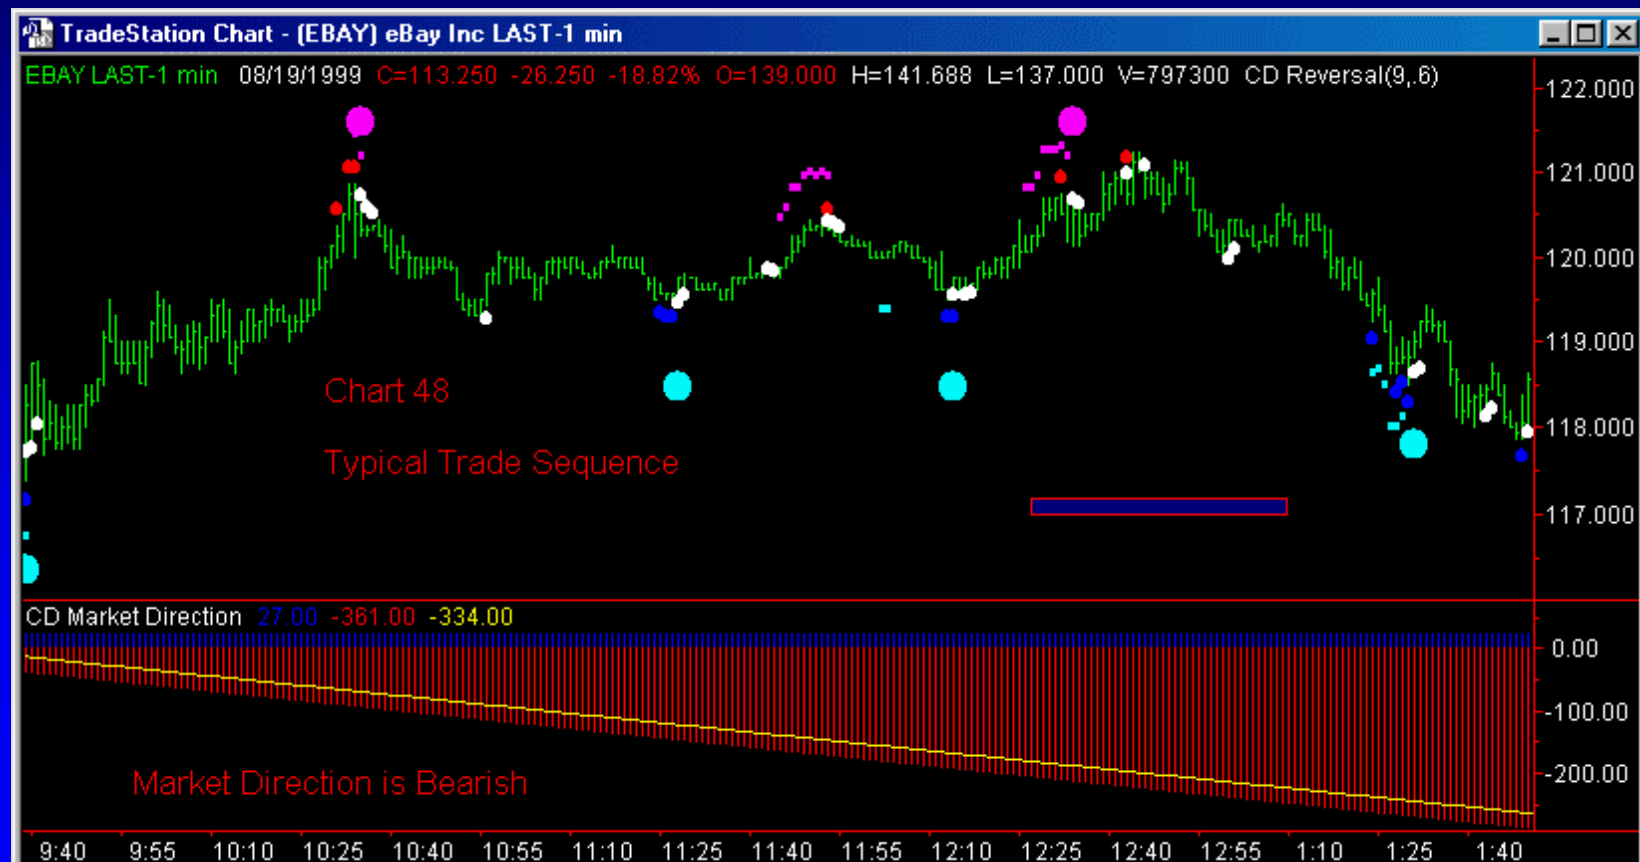 TradeStation Chart - (EBAY) eBay Inc LAST-1 min
EBAY LAST-1 min 08/19/1999 C=113.250 -26.250 -18.82% O=139.000 H=141.688 L=137.000 V=797300 CD Reversal(9,.6)
122.000
121.000
120.000
119.000
Chart 48
118.000
Typical Trade Sequence
117.000
CD Market Direction 27.00 -361.00 -334.00
0.00
-100.00
-200.00
Market Direction is Bearish
9:40 9:55 10:10 10:25 10:40 10:55 11:10 11:25 11:40 11:55 12:10 12:25 12:40 12:55 1:10 1:25 1:40